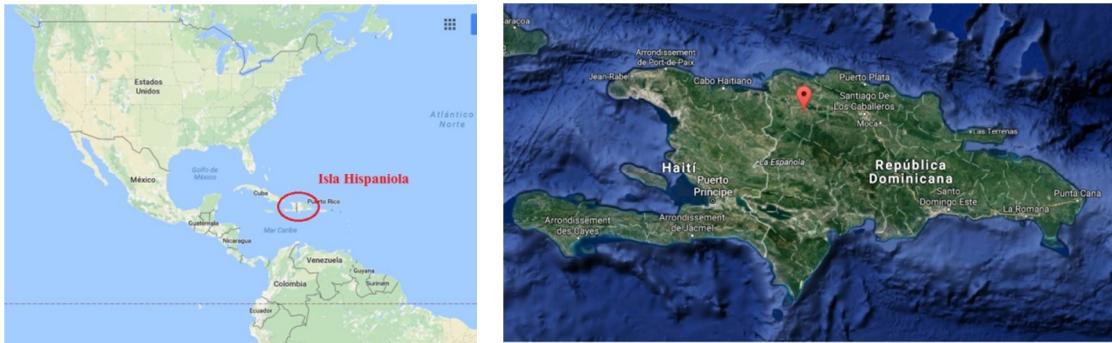 Estados
Unidos
Atlántico
Norte
Golfo de
México
México
Isla Hispaniola
Cuba
Puerto Rico
Guatemala
Mar Caribe
Nicaragua
Venezuela
Guyana
Surinam
Colombia
Ecuador
aracoa
Arrondissement
de Port-de-Paix
Jean-Rabel
Cabo Haitiano
Puerto Plata
Santiago De
Los Caballeros
Moca
Las Terrenas
La Española
Haití
Puerto
Príncipe
República
Dominicana
Santo
Domingo Este
Punta Cana
La Romana
Arrondissement
des Cayes
Arrondissement
de Jacmel